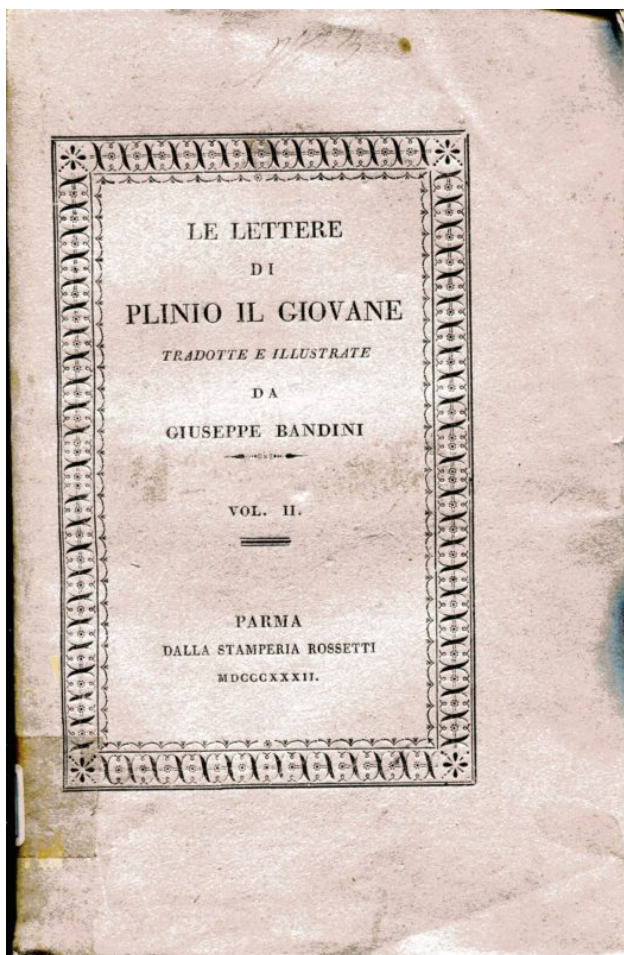 LE LETTERE
DI
PLINIO IL GIOVANE
TRADOTTE E ILLUSTRATE
DA
GIUSEPPE BANDINI
VOL. II.
PARMA
DALLA STAMPERIA ROSSETTI
MDCCCXXXII.